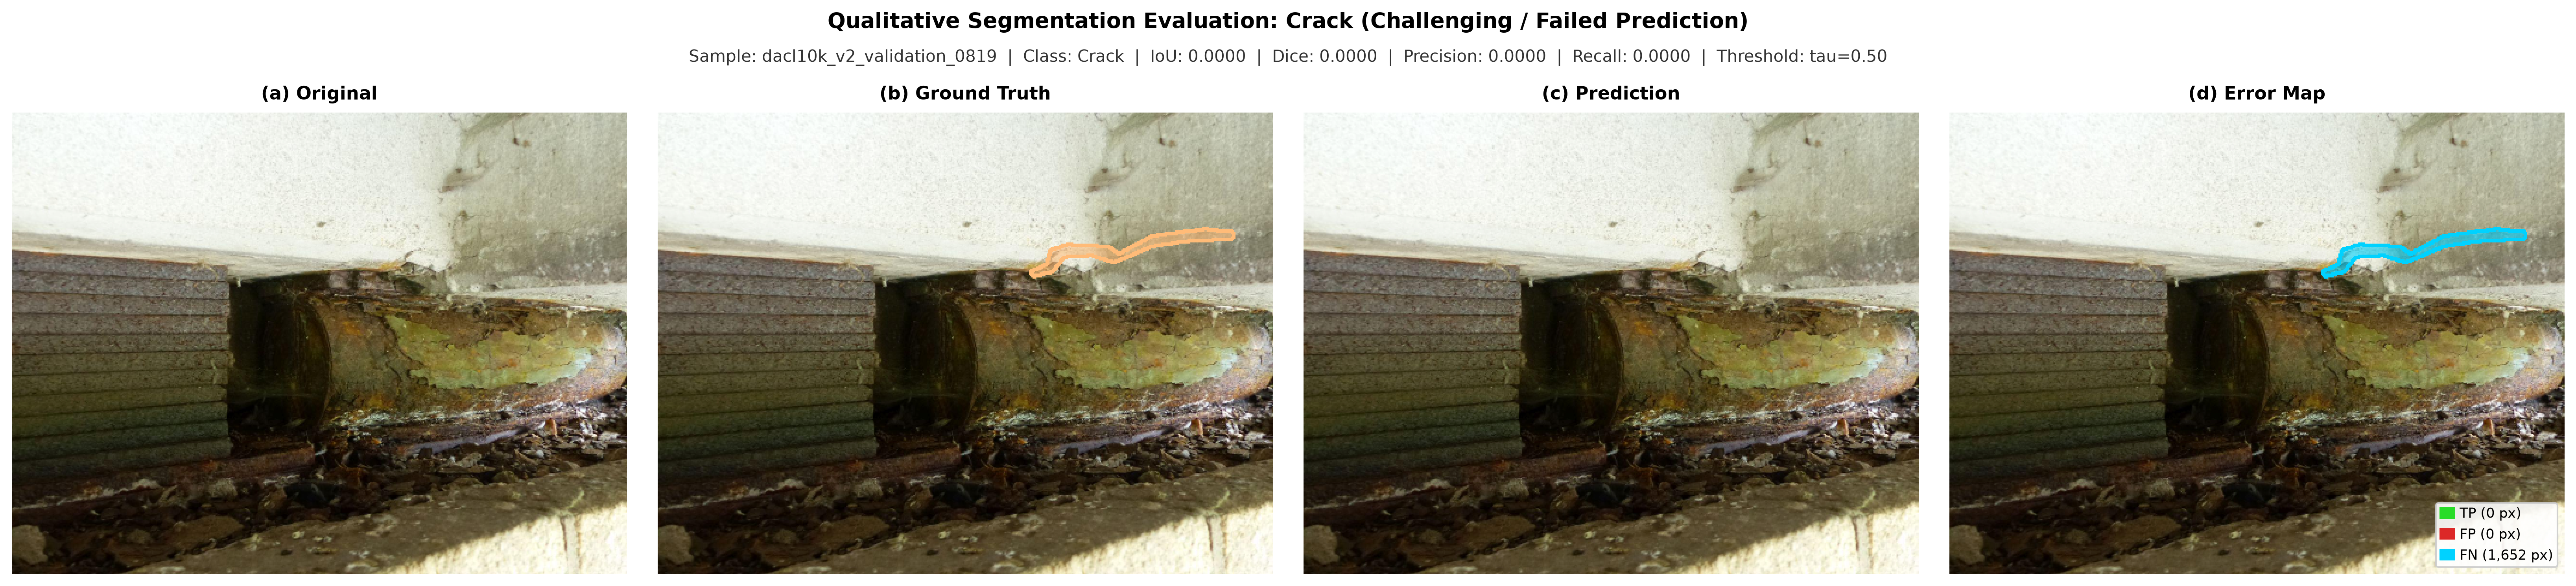 Qualitative Segmentation Evaluation: Crack (Challenging / Failed Prediction)
Sample: dacl10k_v2_validation_0819 | Class: Crack | IoU: 0.0000 | Dice: 0.0000 | Precision: 0.0000 | Recall: 0.0000 | Threshold: tau=0.50
(a) Original
(b) Ground Truth
(c) Prediction
(d) Error Map
TP (0 px)
FP (0 px)
FN (1,652 px)